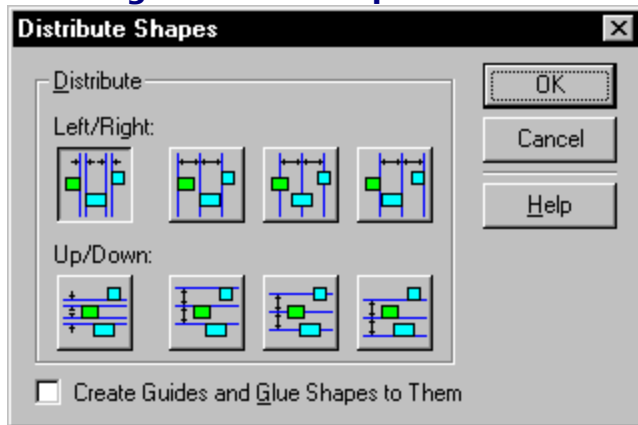 Distribute Shapes
Distribute
OK
Left/Right:
Cancel
Help
Up/Down:
Create Guides and Glue Shapes to Them